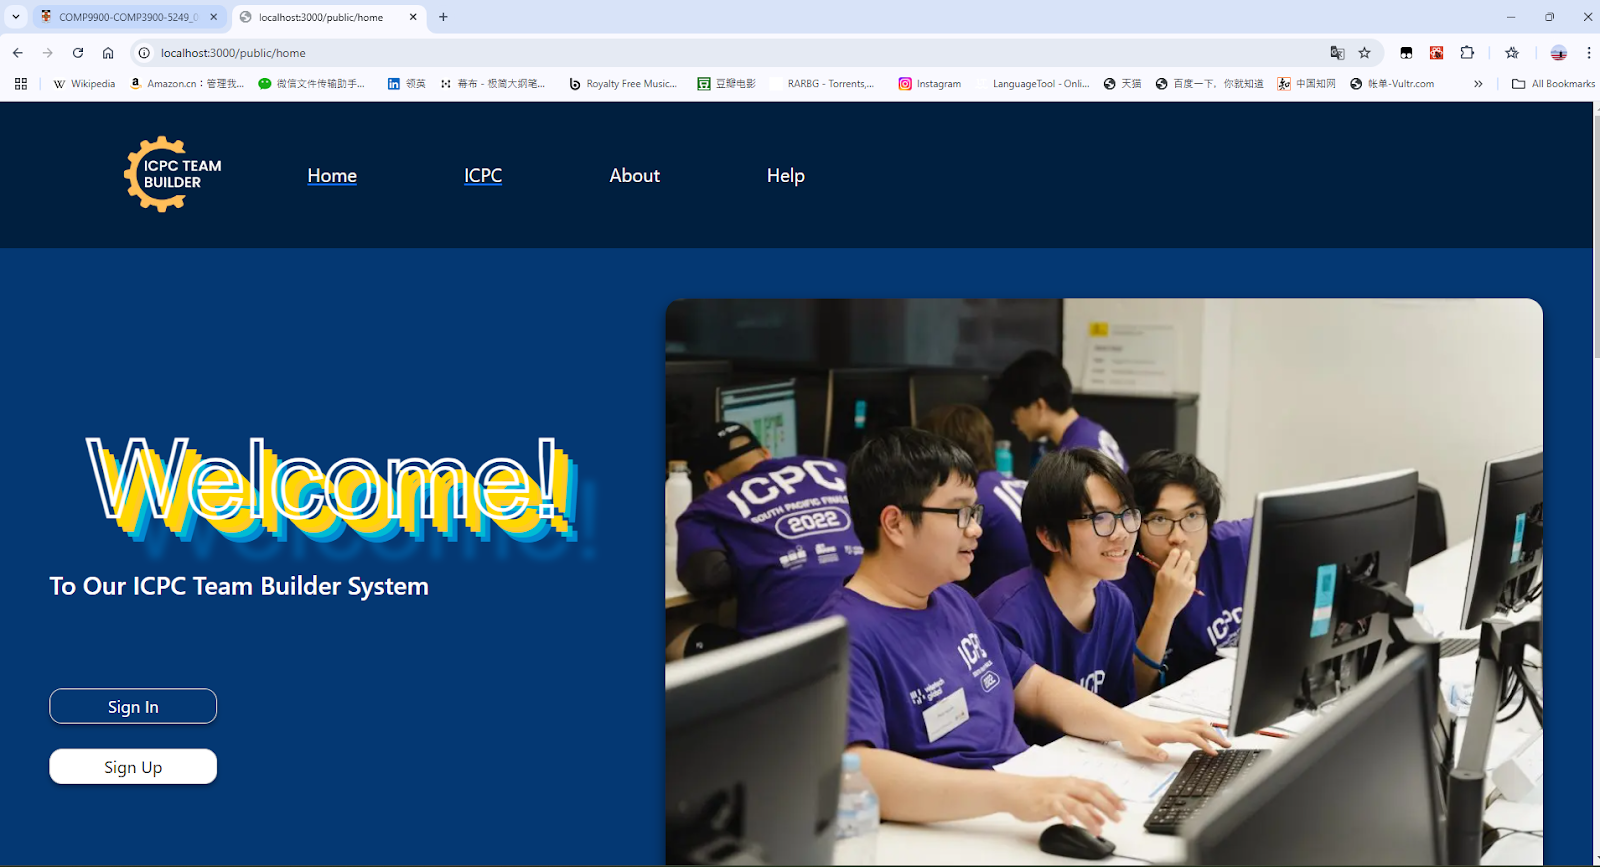 COMP9900-COMP3900-5249_0
localhost:3000/public/home
localhost:3000/public/home
Wikipedia
Amazon.cn：管理我...
微信文件传输助手...
领英
幕布 - 极简大纲笔...
Royalty Free Music...
豆瓣电影
RARBG - Torrents,...
Instagram
LanguageTool - Onli...
天猫
百度一下，你就知道
中国知网
帐单-Vultr.com
All Bookmarks
ICPC TEAM
BUILDER
Home
ICPC
About
Help
Welcome!
To Our ICPC Team Builder System
Sign In
Sign Up
ICPC
SOUTH PACIFIC FINALS
2022
ICPC
2022
ICPC
ICPC